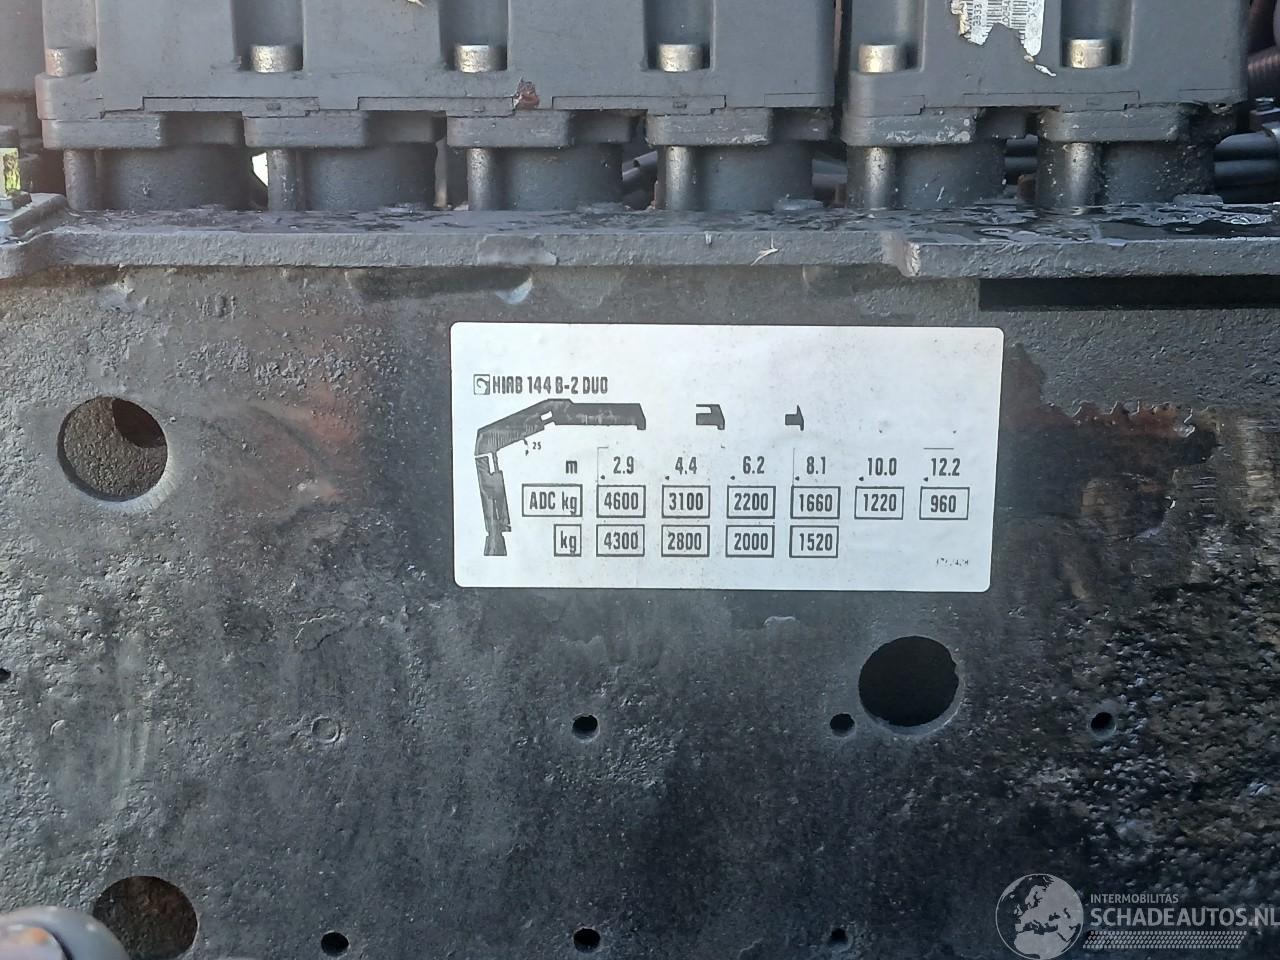 HIAB 144 B-2 DUO
25
m 2.9 4.4 6.2 8.1 10.0 12.2
ADC kg 4600 3100 2200 1660 1220 960
kg 4300 2800 2000 1520
INTERMOBILITAS
SCHADEAUTOS.NL